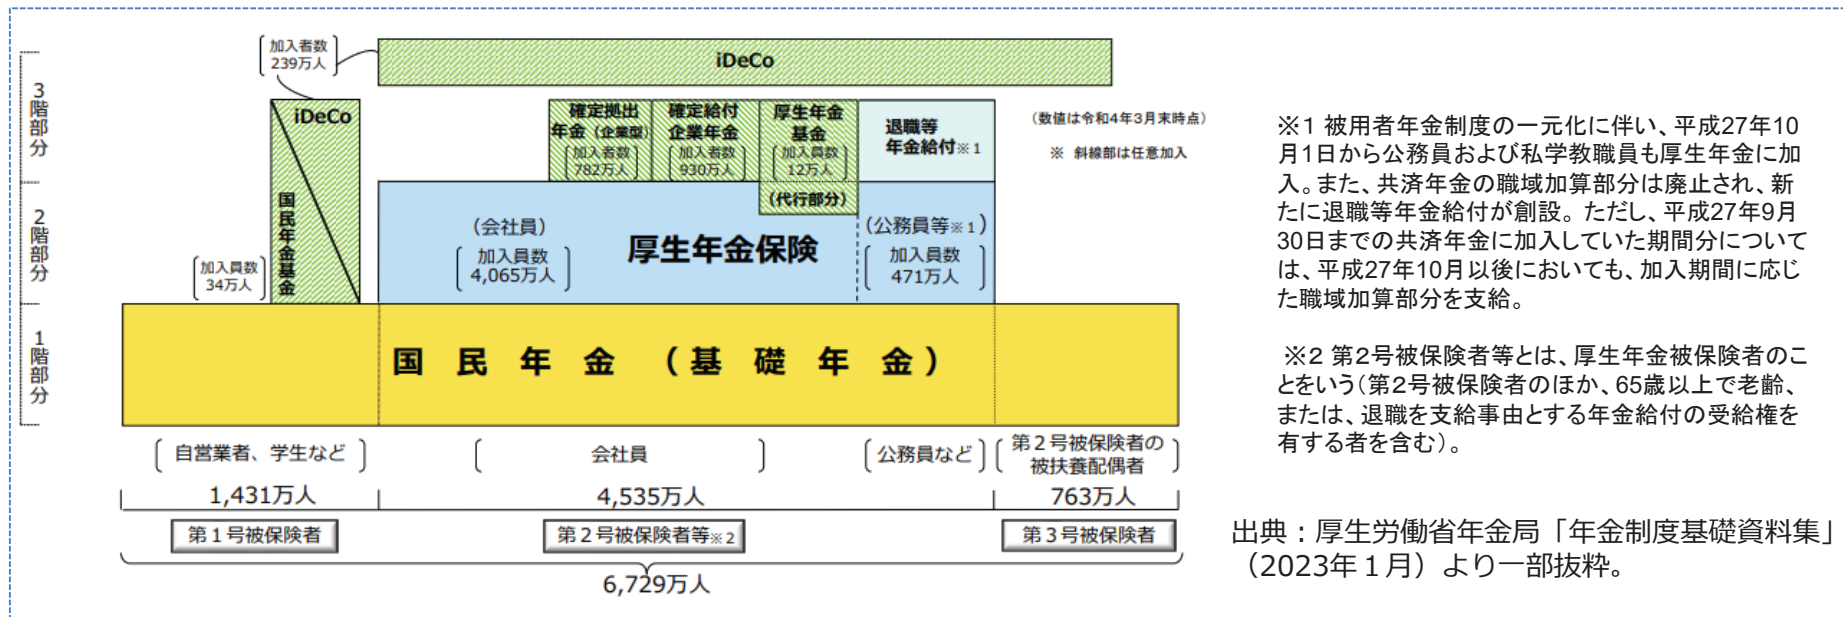 加入者数
239万人
iDeCo
3階部分
iDeCo
国民年金基金
確定拠出
年金（企業型）
加入者数
782万人
確定給付
企業年金
加入者数
930万人
厚生年金
基金
加入員数
12万人
（代行部分）
退職等
年金給付※１
（数値は令和4年3月末時点）
※ 斜線部は任意加入
2階部分
加入員数
34万人
（会社員）
加入員数
4,065万人
厚生年金保険
（公務員等※１）
加入員数
471万人
1階部分
国民年金（基礎年金）
自営業者、学生など
会社員
公務員など
第２号被保険者の
被扶養配偶者
1,431万人
4,535万人
763万人
第１号被保険者
第２号被保険者等※２
第３号被保険者
6,729万人
※1 被用者年金制度の一元化に伴い、平成27年10
月1日から公務員および私学教職員も厚生年金に加
入。また、共済年金の職域加算部分は廃止され、新
たに退職等年金給付が創設。ただし、平成27年9月
30日までの共済年金に加入していた期間分について
は、平成27年10月以後においても、加入期間に応じ
た職域加算部分を支給。
※2 第2号被保険者等とは、厚生年金被保険者のこ
とをいう（第2号被保険者のほか、65歳以上で老齢、
または、退職を支給事由とする年金給付の受給権を
有する者を含む）。
出典：厚生労働省年金局「年金制度基礎資料集」
（2023年１月）より一部抜粋。